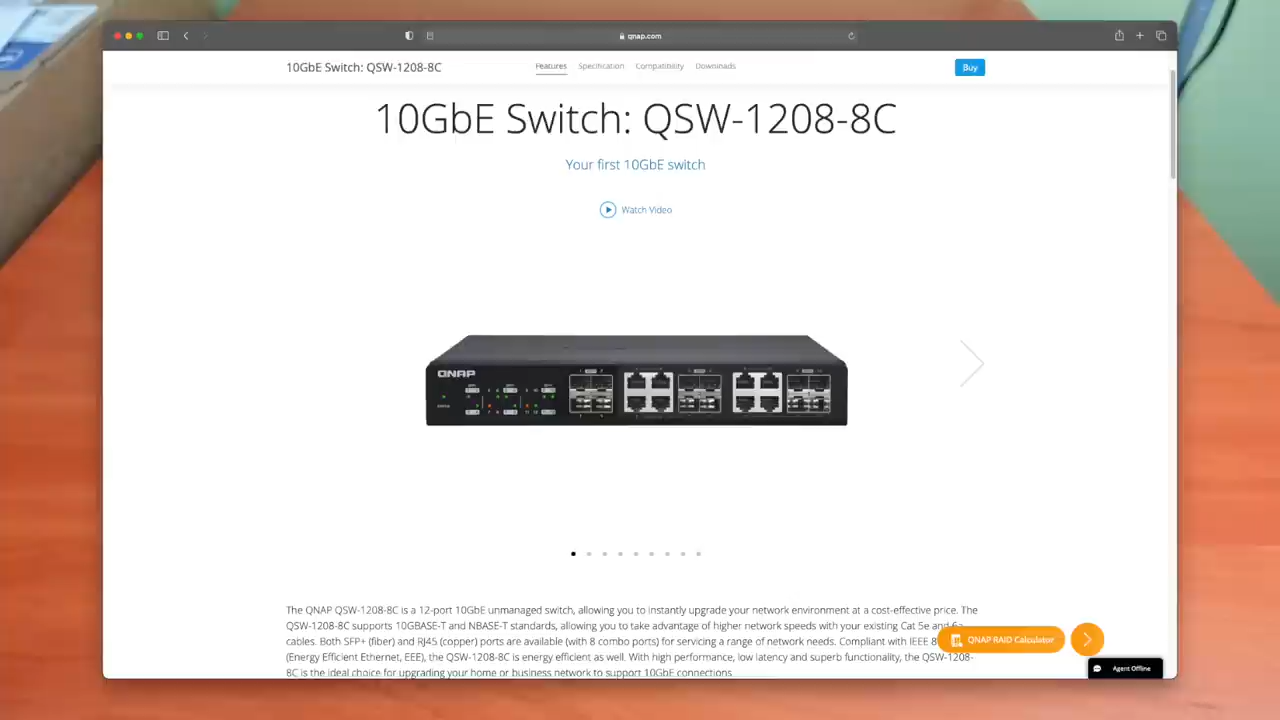 qnap.com
10GbE Switch: QSW-1208-8C
Features Specification Compatibility Downloads
Buy
10GbE Switch: QSW-1208-8C
Your first 10GbE switch
Watch Video
QNAP
The QNAP QSW-1208-8C is a 12-port 10GbE unmanaged switch, allowing you to instantly upgrade your network environment at a cost-effective price. The
QSW-1208-8C supports 10GBASE-T and NBASE-T standards, allowing you to take advantage of higher network speeds with your existing Cat 5e and 6a
cables. Both SFP+ (fiber) and RJ45 (copper) ports are available (with 8 combo ports) for servicing a range of network needs. Compliant with IEEE 8
(Energy Efficient Ethernet, EEE), the QSW-1208-8C is energy efficient as well. With high performance, low latency and superb functionality, the QSW-1208-
8C is the ideal choice for upgrading your home or business network to support 10GbE connections.
QNAP RAID Calculator
Agent Offline